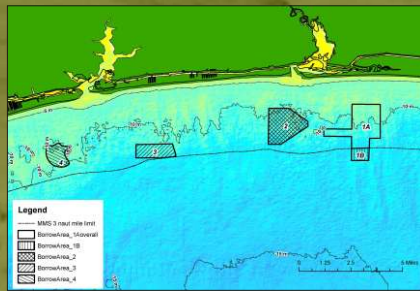 1A
2
3
4
1B
Legend
MMS 3 naut mile limit
BorrowArea_1Aoverall
BorrowArea_1B
BorrowArea_2
BorrowArea_3
BorrowArea_4
0 1.25 2.5 5 Miles